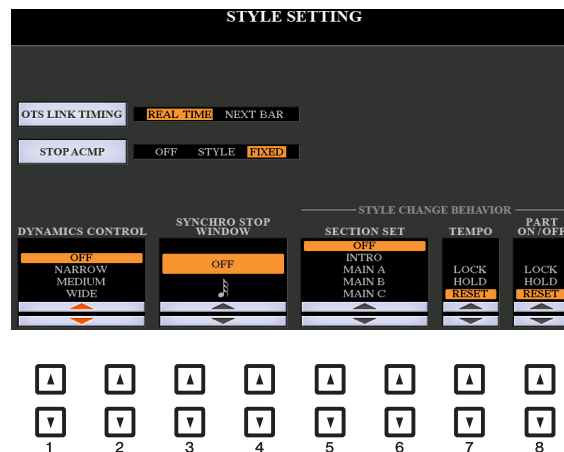 STYLE SETTING
OTS LINK TIMING REAL TIME NEXT BAR
STOP ACMP OFF STYLE FIXED
STYLE CHANGE BEHAVIOR
DYNAMICS CONTROL
OFF
NARROW
MEDIUM
WIDE
SYNCHRO STOP
WINDOW
OFF
SECTION SET
OFF
INTRO
MAIN A
MAIN B
MAIN C
TEMPO
LOCK
HOLD
RESET
PART
ON/OFF
LOCK
HOLD
RESET
1 2 3 4 5 6 7 8